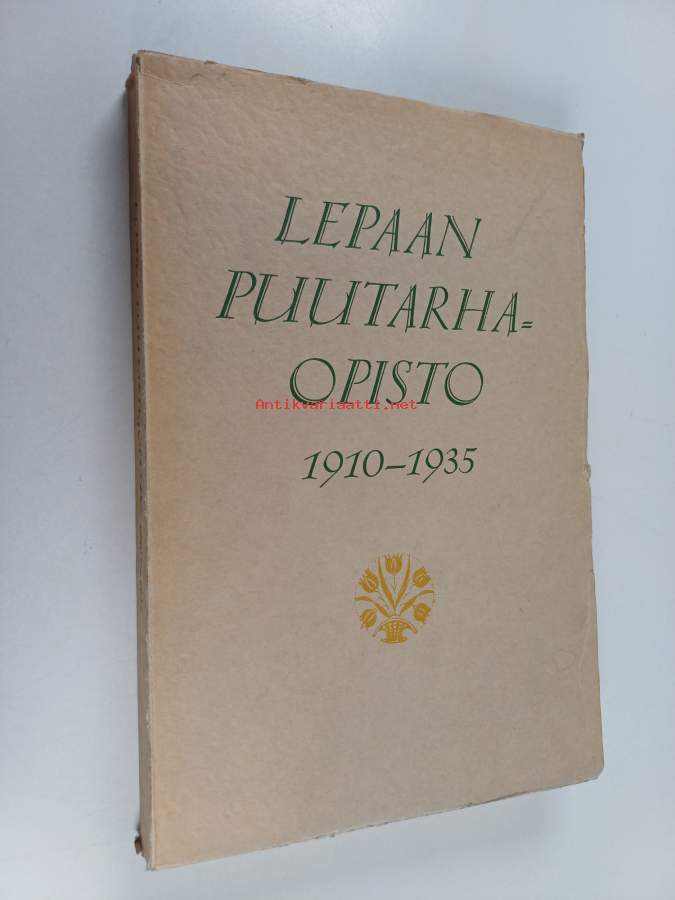 LEPAAN
PUUTARHA-
OPISTO
Antikvariaatti.net
1910–1935